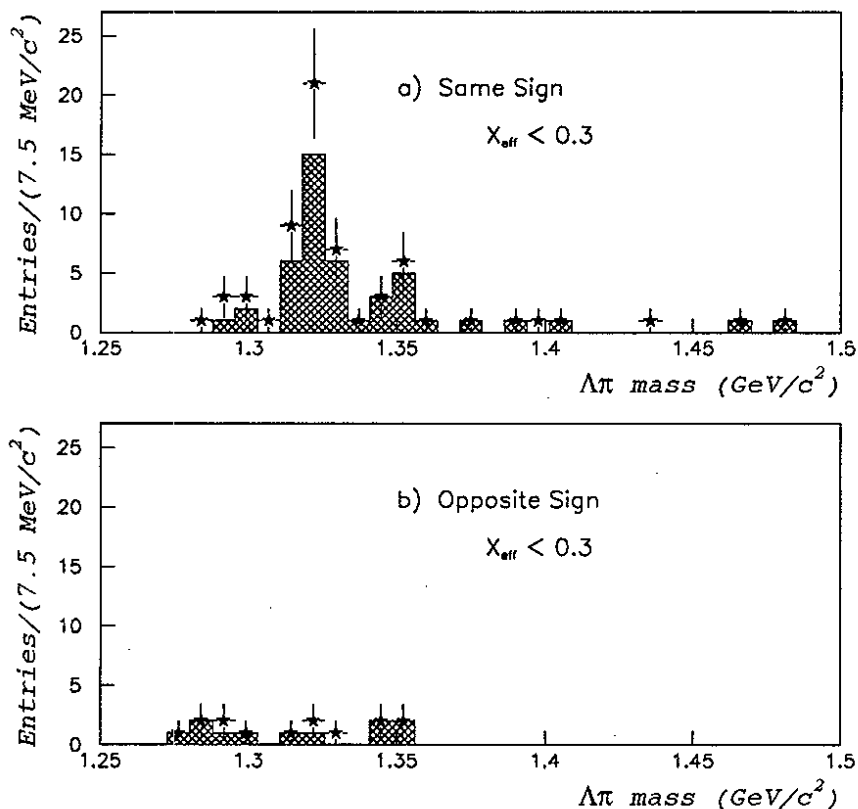 Entries/(7.5 MeV/c²)
25
20
15
10
5
0
a) Same Sign
X_eff < 0.3
1.25 1.3 1.35 1.4 1.45 1.5
Λπ mass (GeV/c²)
Entries/(7.5 MeV/c²)
25
20
15
10
5
0
b) Opposite Sign
X_eff < 0.3
1.25 1.3 1.35 1.4 1.45 1.5
Λπ mass (GeV/c²)